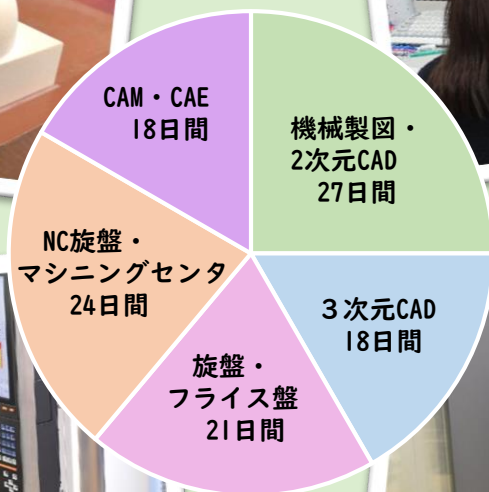 機械製図・
2次元CAD
27日間
３次元CAD
18日間
旋盤・
フライス盤
21日間
NC旋盤・
マシニングセンタ
24日間
CAM・CAE
18日間